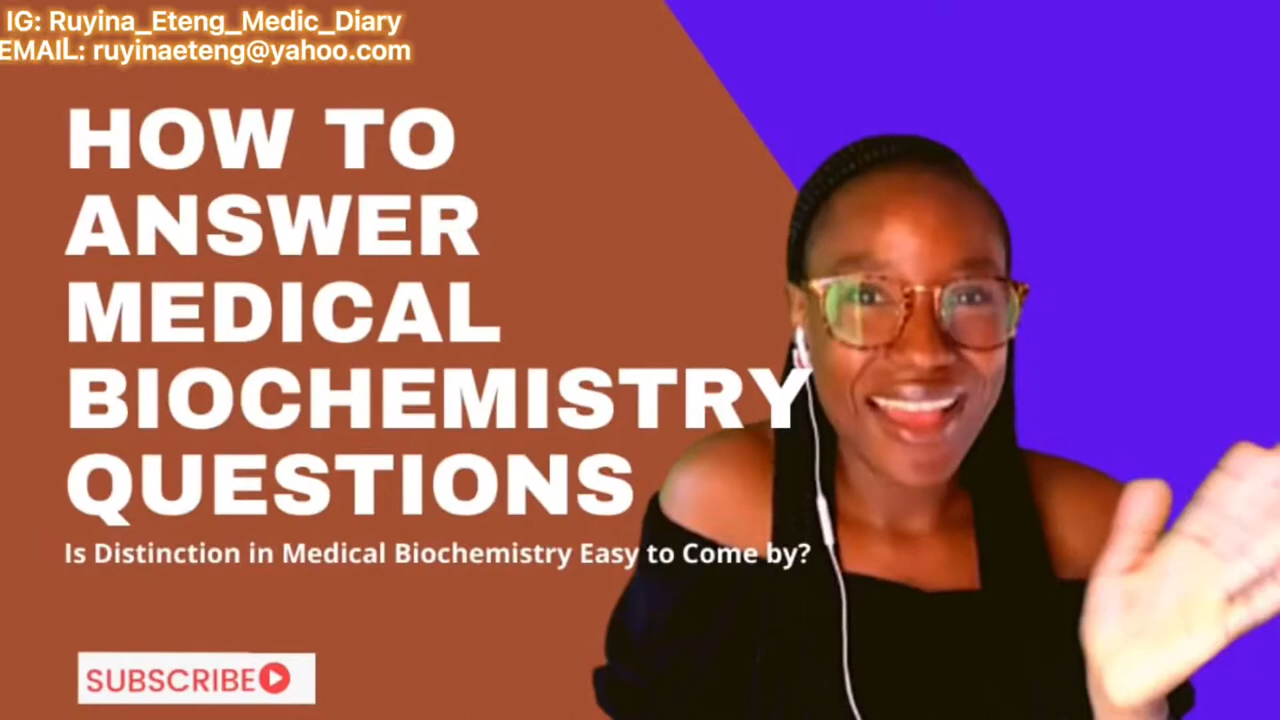 IG: Ruyina_Eteng_Medic_Diary
EMAIL: ruyinaeteng@yahoo.com
HOW TO
ANSWER
MEDICAL
BIOCHEMISTRY
QUESTIONS
Is Distinction in Medical Biochemistry Easy to Come by?
SUBSCRIBE